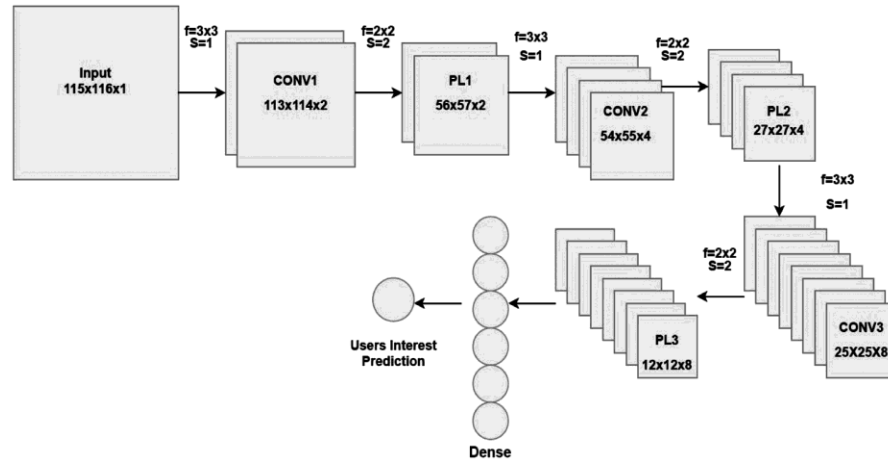 Input
115x116x1
f=3x3
S=1
CONV1
113x114x2
f=2x2
S=2
PL1
56x57x2
f=3x3
S=1
CONV2
54x55x4
f=2x2
S=2
PL2
27x27x4
f=3x3
S=1
CONV3
25X25X8
f=2x2
S=2
PL3
12x12x8
Dense
Users Interest
Prediction